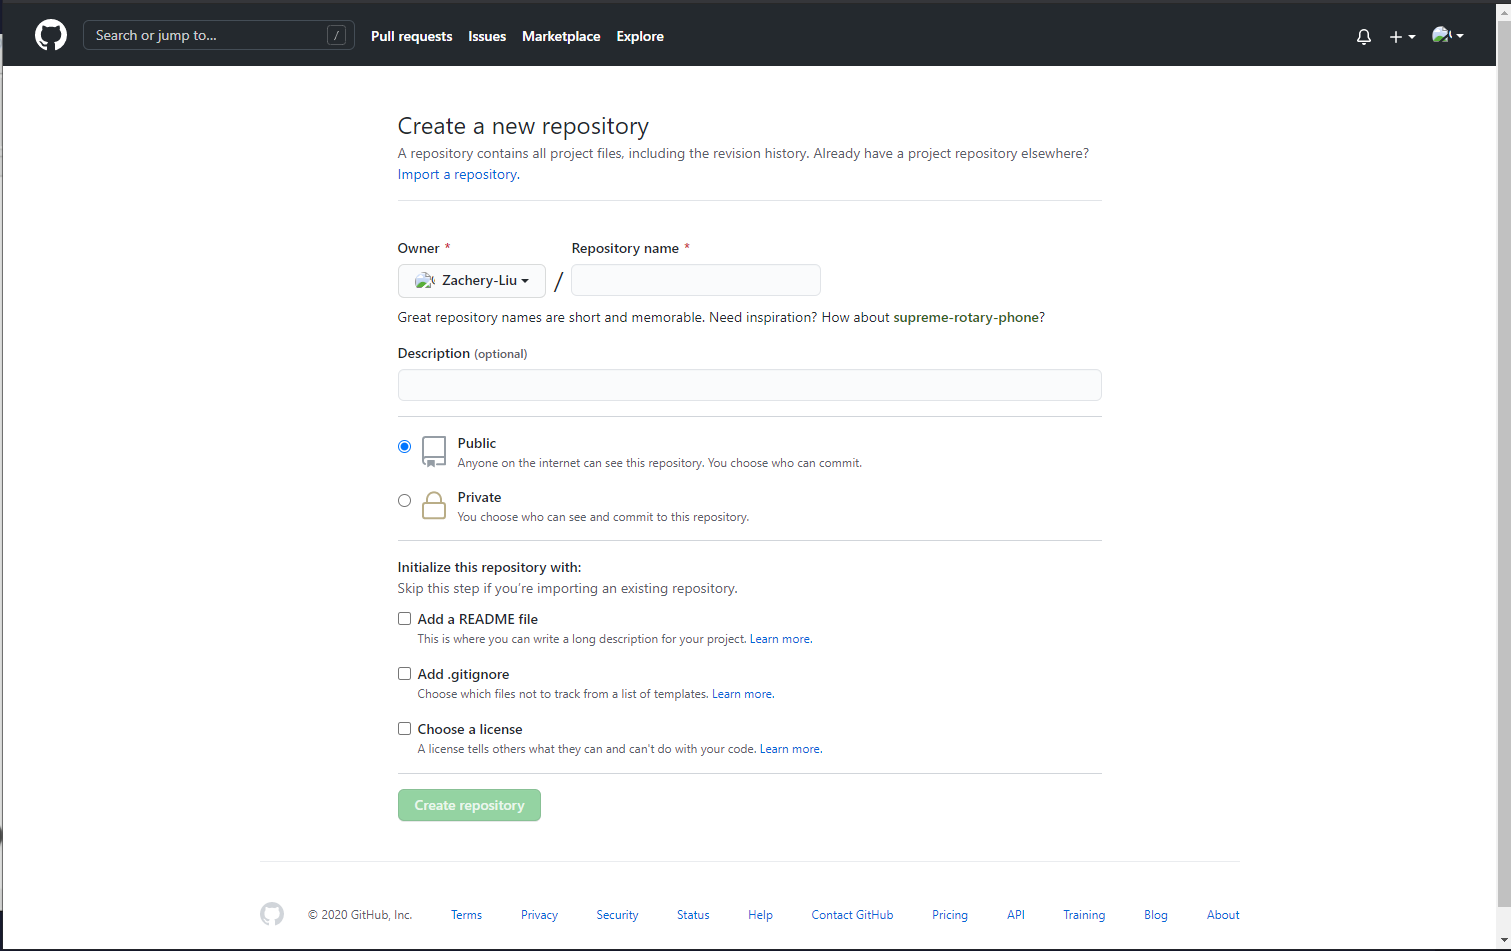 Search or jump to... /
Pull requests Issues Marketplace Explore
Create a new repository
A repository contains all project files, including the revision history. Already have a project repository elsewhere?
Import a repository.
Owner * Repository name *
Zachery-Liu /
Great repository names are short and memorable. Need inspiration? How about supreme-rotary-phone?
Description (optional)
Public
Anyone on the internet can see this repository. You choose who can commit.
Private
You choose who can see and commit to this repository.
Initialize this repository with:
Skip this step if you're importing an existing repository.
Add a README file
This is where you can write a long description for your project. Learn more.
Add .gitignore
Choose which files not to track from a list of templates. Learn more.
Choose a license
A license tells others what they can and can't do with your code. Learn more.
Create repository
© 2020 GitHub, Inc. Terms Privacy Security Status Help Contact GitHub Pricing API Training Blog About